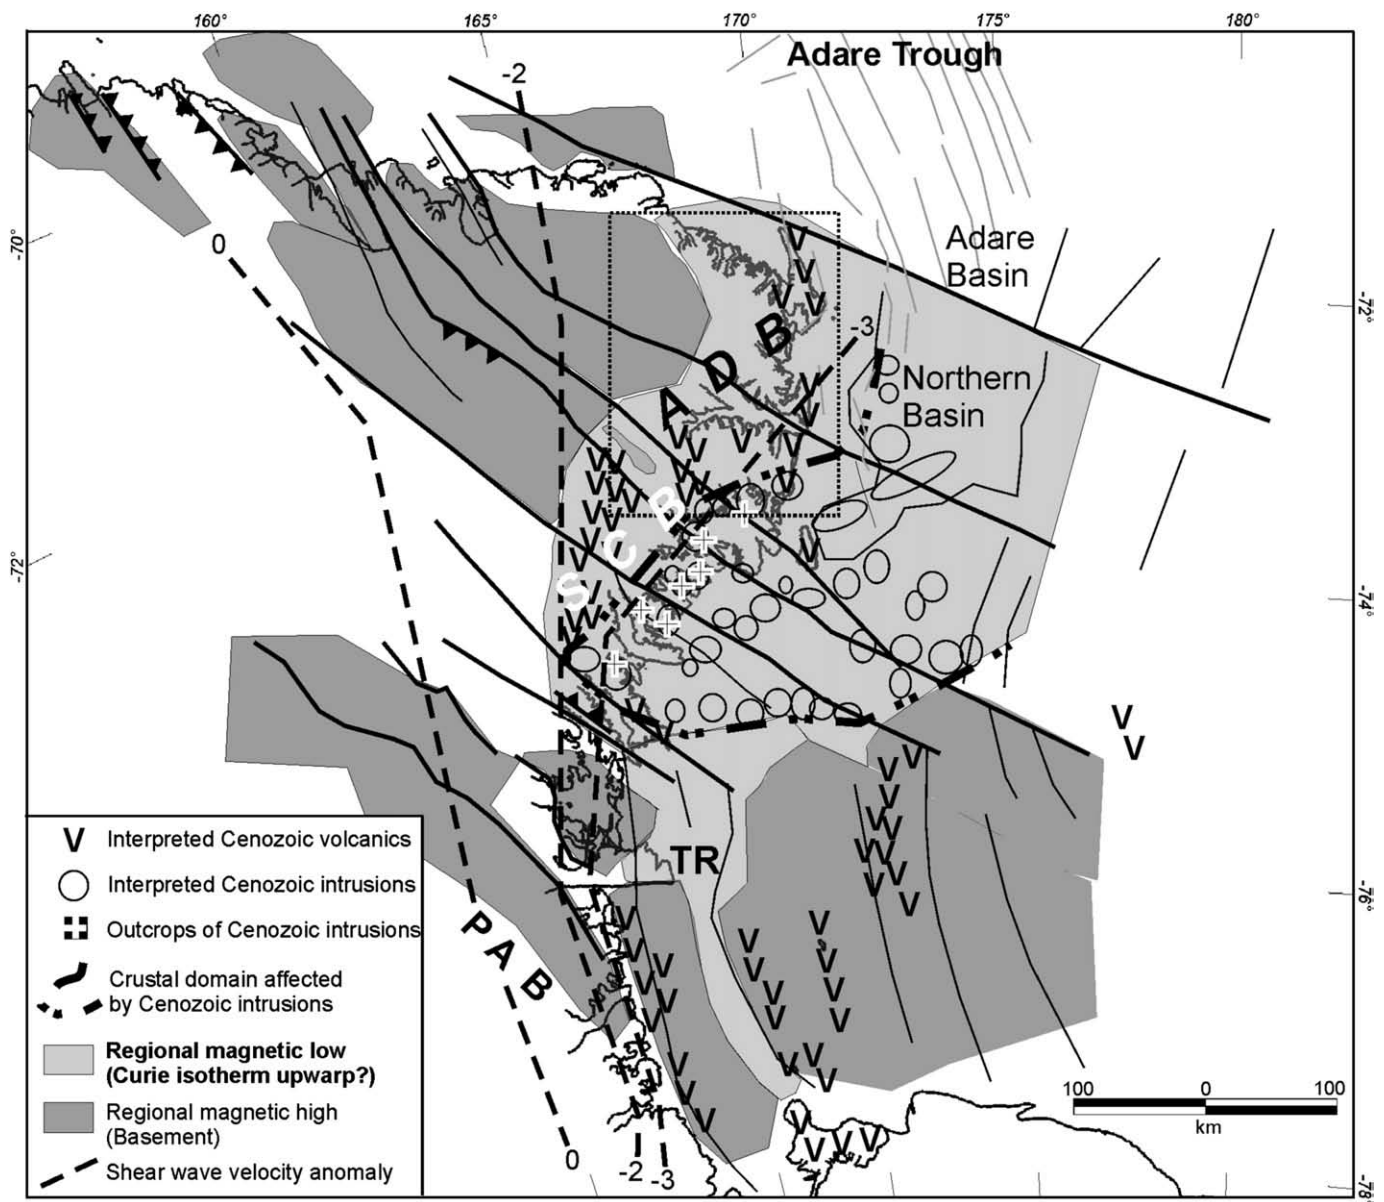 160°
165°
170°
175°
180°
Adare Trough
-2
-70°
0
Adare
Basin
-72°
-3
A D B
Northern
Basin
-72°
S C B
-74°
V Interpreted Cenozoic volcanics
Interpreted Cenozoic intrusions
Outcrops of Cenozoic intrusions
Crustal domain affected
by Cenozoic intrusions
Regional magnetic low
(Curie isotherm upwarp?)
Regional magnetic high
(Basement)
Shear wave velocity anomaly
TR
-76°
P A B
100 0 100
km
0
-2
-3
-78°